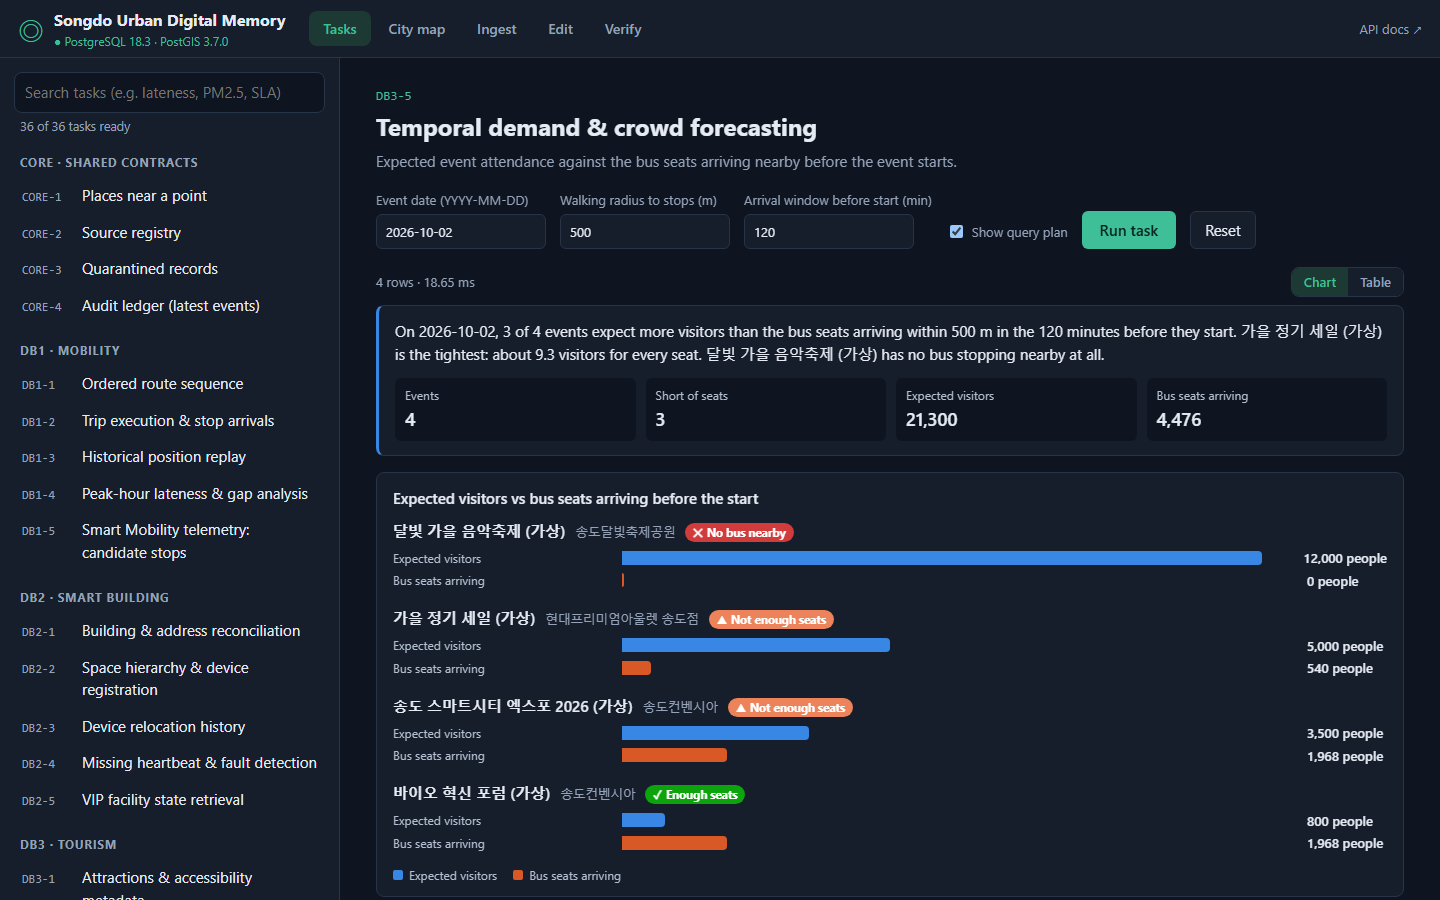 Songdo Urban Digital Memory
● PostgreSQL 18.3 · PostGIS 3.7.0
Tasks
City map
Ingest
Edit
Verify
API docs ↗
Search tasks (e.g. lateness, PM2.5, SLA)
36 of 36 tasks ready
CORE · SHARED CONTRACTS
CORE-1 Places near a point
CORE-2 Source registry
CORE-3 Quarantined records
CORE-4 Audit ledger (latest events)
DB1 · MOBILITY
DB1-1 Ordered route sequence
DB1-2 Trip execution & stop arrivals
DB1-3 Historical position replay
DB1-4 Peak-hour lateness & gap analysis
DB1-5 Smart Mobility telemetry:
candidate stops
DB2 · SMART BUILDING
DB2-1 Building & address reconciliation
DB2-2 Space hierarchy & device
registration
DB2-3 Device relocation history
DB2-4 Missing heartbeat & fault detection
DB2-5 VIP facility state retrieval
DB3 · TOURISM
DB3-1 Attractions & accessibility
metadata
DB3-5
Temporal demand & crowd forecasting
Expected event attendance against the bus seats arriving nearby before the event starts.
Event date (YYYY-MM-DD)
2026-10-02
Walking radius to stops (m)
500
Arrival window before start (min)
120
Show query plan
Run task
Reset
4 rows · 18.65 ms
Chart
Table
On 2026-10-02, 3 of 4 events expect more visitors than the bus seats arriving within 500 m in the 120 minutes before they start. 가을 정기 세일 (가상)
is the tightest: about 9.3 visitors for every seat. 달빛 가을 음악축제 (가상) has no bus stopping nearby at all.
Events
4
Short of seats
3
Expected visitors
21,300
Bus seats arriving
4,476
Expected visitors vs bus seats arriving before the start
달빛 가을 음악축제 (가상) 송도달빛축제공원 ✕ No bus nearby
Expected visitors 12,000 people
Bus seats arriving 0 people
가을 정기 세일 (가상) 현대프리미엄아울렛 송도점 ▲ Not enough seats
Expected visitors 5,000 people
Bus seats arriving 540 people
송도 스마트시티 엑스포 2026 (가상) 송도컨벤시아 ▲ Not enough seats
Expected visitors 3,500 people
Bus seats arriving 1,968 people
바이오 혁신 포럼 (가상) 송도컨벤시아 ✓ Enough seats
Expected visitors 800 people
Bus seats arriving 1,968 people
Expected visitors
Bus seats arriving